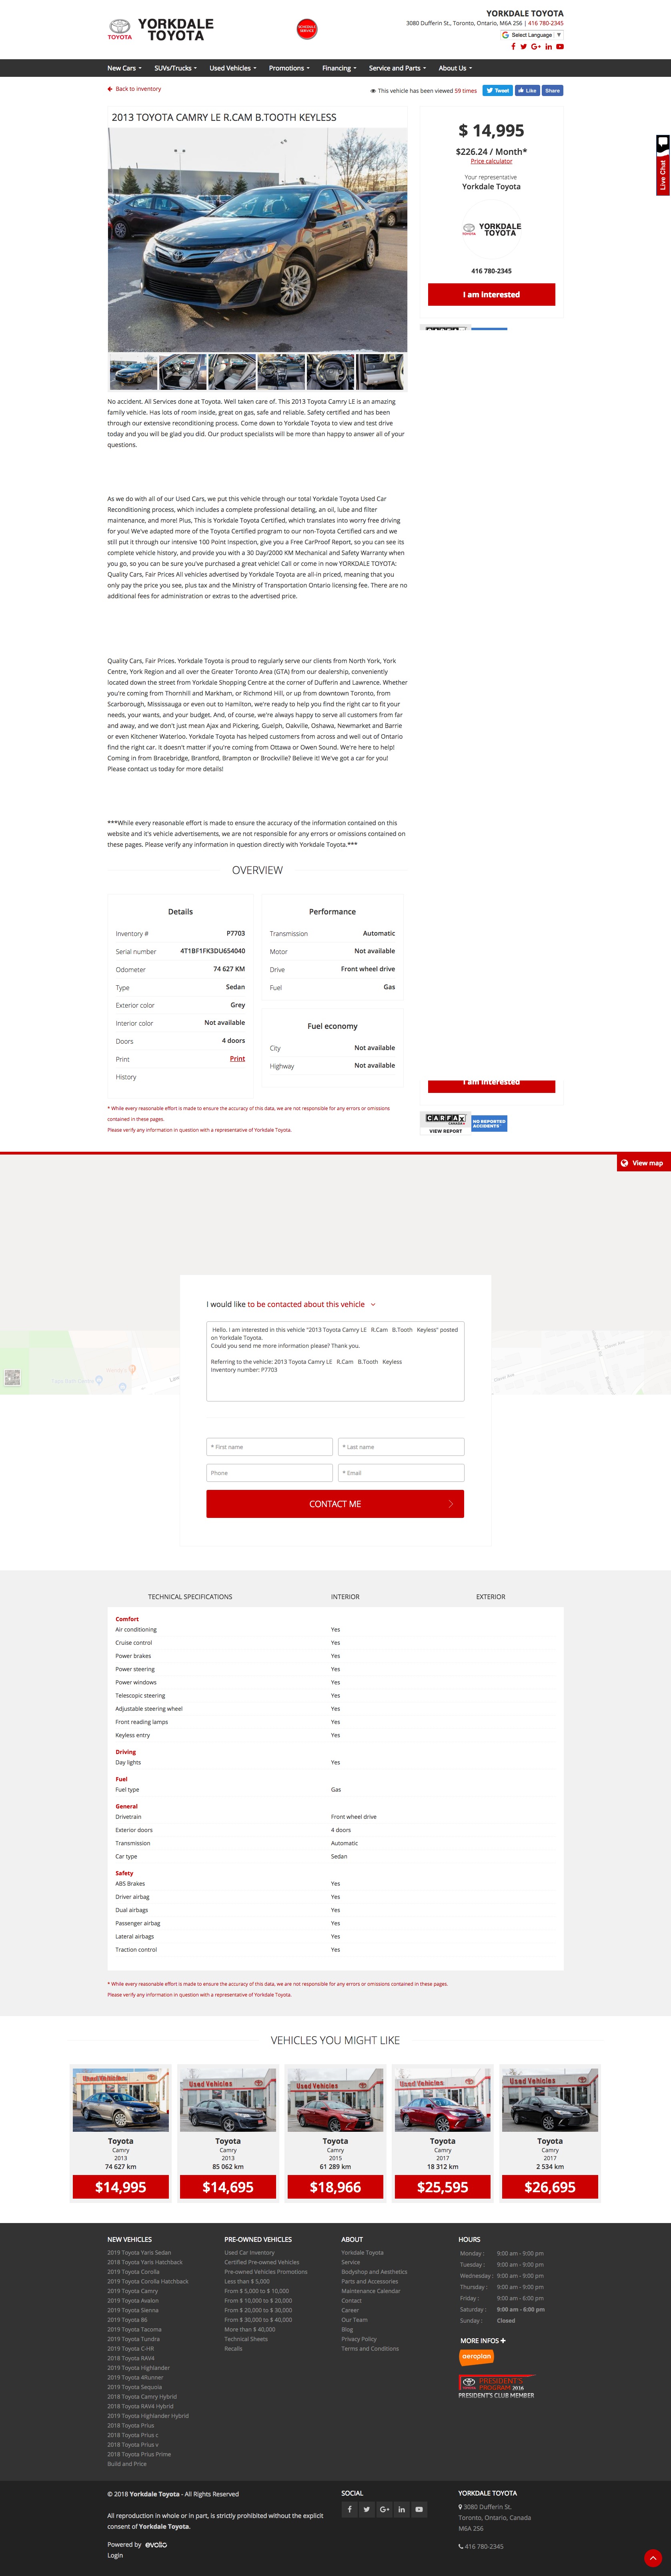 YORKDALE
TOYOTA
TOYOTA
YORKDALE TOYOTA
3080 Dufferin St., Toronto, Ontario, M6A 2S6 | 416 780-2345
Select Language ▼
New Cars SUVs/Trucks Used Vehicles Promotions Financing Service and Parts About Us
Back to inventory
This vehicle has been viewed 59 times
Tweet
Like
Share
2013 TOYOTA CAMRY LE R.CAM B.TOOTH KEYLESS
$ 14,995
$226.24 / Month*
Price calculator
Your representative
Yorkdale Toyota
YORKDALE
TOYOTA
416 780-2345
I am interested
Live Chat
No accident. All Services done at Toyota. Well taken care of. This 2013 Toyota Camry LE is an amazing
family vehicle. Has lots of room inside, great on gas, safe and reliable. Safety certified and has been
through our extensive reconditioning process. Come down to Yorkdale Toyota to view and test drive
today and you will be glad you did. Our product specialists will be more than happy to answer all of your
questions.
As we do with all of our Used Cars, we put this vehicle through our total Yorkdale Toyota Used Car
Reconditioning process, which includes a complete professional detailing, an oil, lube and filter
maintenance, and more! Plus, This is Yorkdale Toyota Certified, which translates into worry free driving
for you! We've adapted more of the Toyota Certified program to our non-Toyota Certified cars and we
still put it through our intensive 100 Point Inspection, give you a Free CarProof Report, so you can see its
complete vehicle history, and provide you with a 30 Day/2000 KM Mechanical and Safety Warranty when
you go, so you can be sure you've purchased a great vehicle! Call or come in now YORKDALE TOYOTA:
Quality Cars, Fair Prices All vehicles advertised by Yorkdale Toyota are all-in priced, meaning that you
only pay the price you see, plus tax and the Ministry of Transportation Ontario licensing fee. There are no
additional fees for administration or extras to the advertised price.
Quality Cars, Fair Prices. Yorkdale Toyota is proud to regularly serve our clients from North York, York
Centre, York Region and all over the Greater Toronto Area (GTA) from our dealership, conveniently
located down the street from Yorkdale Shopping Centre at the corner of Dufferin and Lawrence. Whether
you're coming from Thornhill and Markham, or Richmond Hill, or up from downtown Toronto, from
Scarborough, Mississauga or even out to Hamilton, we're ready to help you find the right car to fit your
needs, your wants, and your budget. And, of course, we're always happy to serve all customers from far
and away, and we don't just mean Ajax and Pickering, Guelph, Oakville, Oshawa, Newmarket and Barrie
or even Kitchener Waterloo. Yorkdale Toyota has helped customers from across and well out of Ontario
find the right car. It doesn't matter if you're coming from Ottawa or Owen Sound. We're here to help!
Coming in from Bracebridge, Brantford, Brampton or Brockville? Believe it! We've got a car for you!
Please contact us today for more details!
***While every reasonable effort is made to ensure the accuracy of the information contained on this
website and it's vehicle advertisements, we are not responsible for any errors or omissions contained on
these pages. Please verify any information in question directly with Yorkdale Toyota.***
OVERVIEW
Details
Inventory # P7703
Serial number 4T1BF1FK3DU654040
Odometer 74 627 KM
Type Sedan
Exterior color Grey
Interior color Not available
Doors 4 doors
Print Print
History
Performance
Transmission Automatic
Motor Not available
Drive Front wheel drive
Fuel Gas
Fuel economy
City Not available
Highway Not available
I am interested
CARFAX
CANADA
VIEW REPORT
NO REPORTED
ACCIDENTS
* While every reasonable effort is made to ensure the accuracy of this data, we are not responsible for any errors or omissions
contained in these pages.
Please verify any information in question with a representative of Yorkdale Toyota.
View map
I would like to be contacted about this vehicle
Hello, I am interested in this vehicle "2013 Toyota Camry LE R.Cam B.Tooth Keyless" posted
on Yorkdale Toyota.
Could you send me more information please? Thank you.
Referring to the vehicle: 2013 Toyota Camry LE R.Cam B.Tooth Keyless
Inventory number: P7703
* First name
* Last name
Phone
* Email
CONTACT ME
TECHNICAL SPECIFICATIONS INTERIOR EXTERIOR
Comfort
Air conditioning Yes
Cruise control Yes
Power brakes Yes
Power steering Yes
Power windows Yes
Telescopic steering Yes
Adjustable steering wheel Yes
Front reading lamps Yes
Keyless entry Yes
Driving
Day lights Yes
Fuel
Fuel type Gas
General
Drivetrain Front wheel drive
Exterior doors 4 doors
Transmission Automatic
Car type Sedan
Safety
ABS Brakes Yes
Driver airbag Yes
Dual airbags Yes
Passenger airbag Yes
Lateral airbags Yes
Traction control Yes
* While every reasonable effort is made to ensure the accuracy of this data, we are not responsible for any errors or omissions contained in these pages.
Please verify any information in question with a representative of Yorkdale Toyota.
VEHICLES YOU MIGHT LIKE
Used Vehicles
Toyota
Camry
2013
74 627 km
$14,995
Used Vehicles
Toyota
Camry
2013
85 062 km
$14,695
Used Vehicles
Toyota
Camry
2015
61 289 km
$18,966
Used Vehicles
Toyota
Camry
2017
18 312 km
$25,595
Used Vehicles
Toyota
Camry
2017
2 534 km
$26,695
NEW VEHICLES
2019 Toyota Yaris Sedan
2018 Toyota Yaris Hatchback
2019 Toyota Corolla
2019 Toyota Corolla Hatchback
2019 Toyota Camry
2019 Toyota Avalon
2019 Toyota Sienna
2019 Toyota 86
2019 Toyota Tacoma
2019 Toyota Tundra
2019 Toyota C-HR
2018 Toyota RAV4
2019 Toyota Highlander
2019 Toyota 4Runner
2019 Toyota Sequoia
2018 Toyota Camry Hybrid
2018 Toyota RAV4 Hybrid
2019 Toyota Highlander Hybrid
2018 Toyota Prius
2018 Toyota Prius c
2018 Toyota Prius v
2018 Toyota Prius Prime
Build and Price
PRE-OWNED VEHICLES
Used Car Inventory
Certified Pre-owned Vehicles
Pre-owned Vehicles Promotions
Less than $ 5,000
From $ 5,000 to $ 10,000
From $ 10,000 to $ 20,000
From $ 20,000 to $ 30,000
From $ 30,000 to $ 40,000
More than $ 40,000
Technical Sheets
Recalls
ABOUT
Yorkdale Toyota
Service
Bodyshop and Aesthetics
Parts and Accessories
Maintenance Calendar
Contact
Career
Our Team
Blog
Privacy Policy
Terms and Conditions
HOURS
Monday : 9:00 am - 9:00 pm
Tuesday : 9:00 am - 9:00 pm
Wednesday : 9:00 am - 9:00 pm
Thursday : 9:00 am - 9:00 pm
Friday : 9:00 am - 6:00 pm
Saturday : 9:00 am - 6:00 pm
Sunday : Closed
MORE INFOS
aeroplan
PRESIDENT'S
PROGRAM 2016
PRESIDENT'S CLUB MEMBER
© 2018 Yorkdale Toyota - All Rights Reserved
All reproduction in whole or in part, is strictly prohibited without the explicit
consent of Yorkdale Toyota.
Powered by evolio
Login
SOCIAL
YORKDALE TOYOTA
3080 Dufferin St.
Toronto, Ontario, Canada
M6A 2S6
416 780-2345